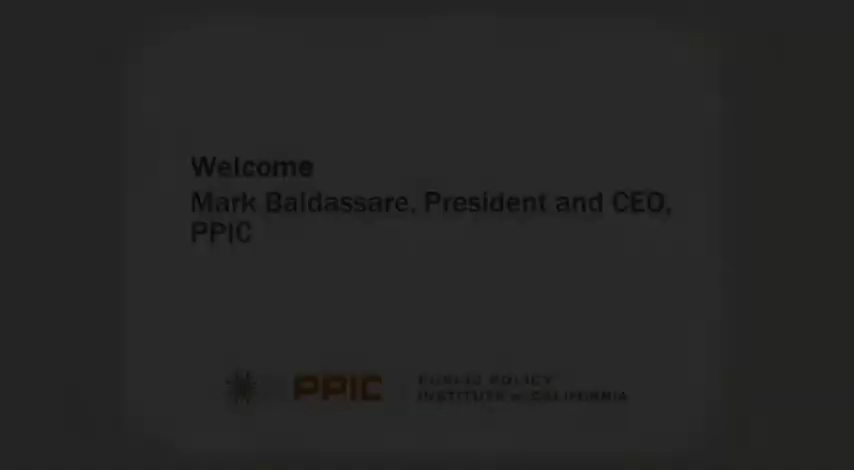 Welcome
Mark Baldassare, President and CEO,
PPIC
PPIC
PUBLIC POLICY
INSTITUTE OF CALIFORNIA